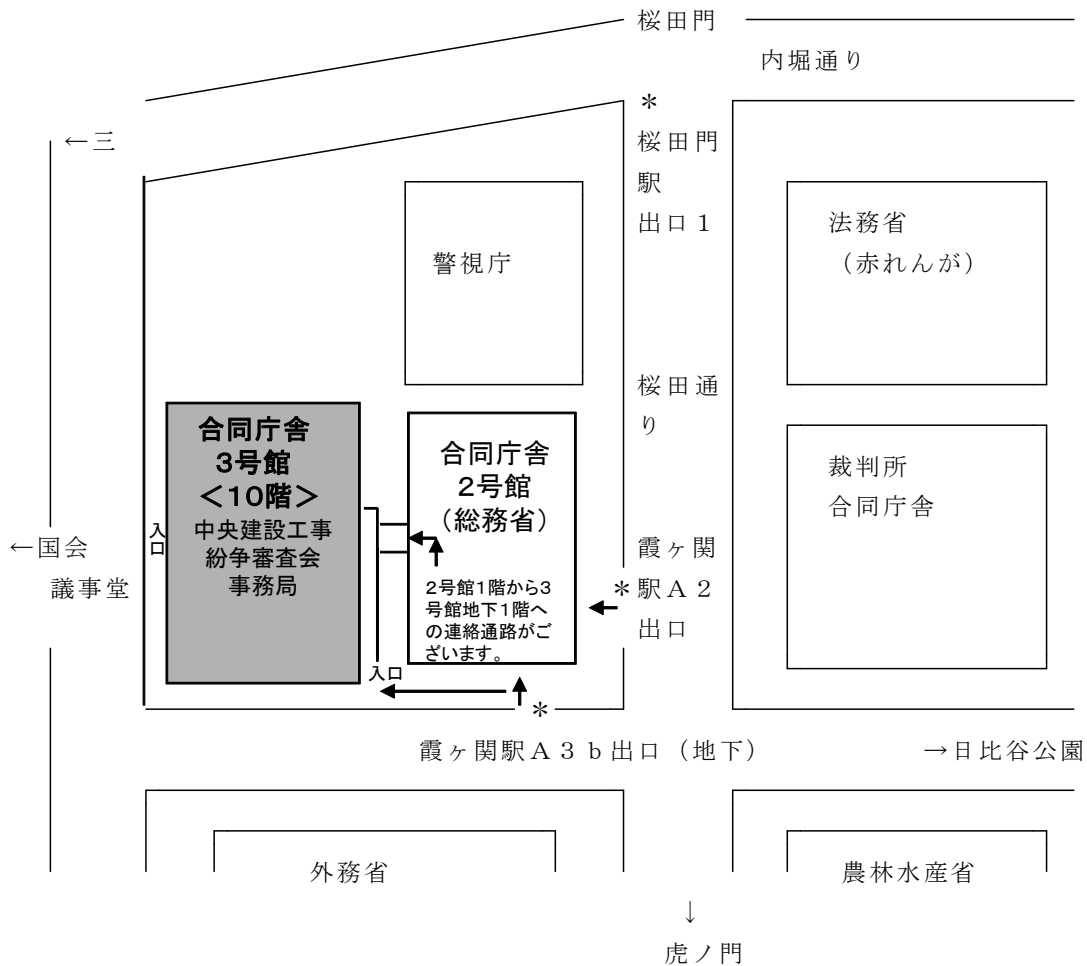 桜田門
内堀通り
＊
桜田門
駅
出口１
←三
警視庁
法務省
（赤れんが）
桜田通
り
合同庁舎
３号館
＜１０階＞
中央建設工事
紛争審査会
事務局
入口
合同庁舎
２号館
（総務省）
２号館１階から３
号館地下１階へ
の連絡通路がご
ざいます。
裁判所
合同庁舎
←国会
議事堂
霞ヶ関
＊駅Ａ２
出口
入口
＊
霞ヶ関駅Ａ３ｂ出口（地下）
→日比谷公園
外務省
農林水産省
↓
虎ノ門